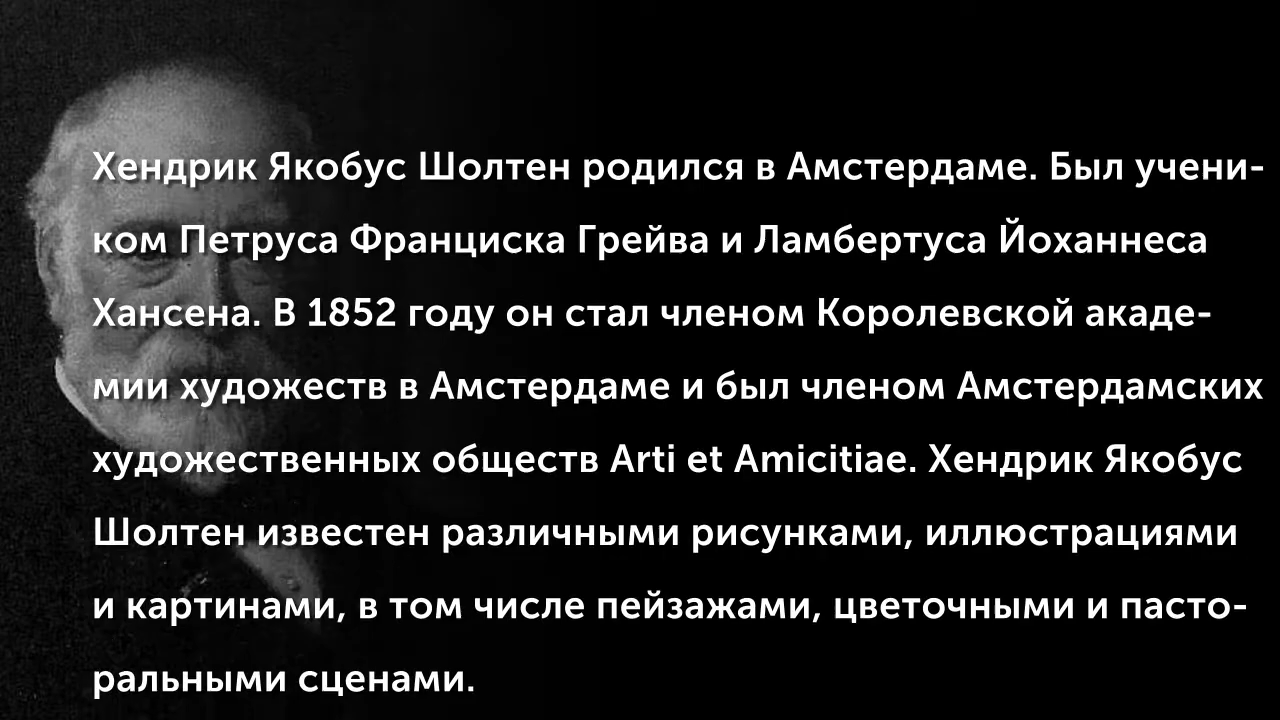 Хендрик Якобус Шолтен родился в Амстердаме. Был учени-
ком Петруса Франциска Грейва и Ламбертуса Йоханнеса
Хансена. В 1852 году он стал членом Королевской акаде-
мии художеств в Амстердаме и был членом Амстердамских
художественных обществ Arti et Amicitiae. Хендрик Якобус
Шолтен известен различными рисунками, иллюстрациями
и картинами, в том числе пейзажами, цветочными и пасто-
ральными сценами.